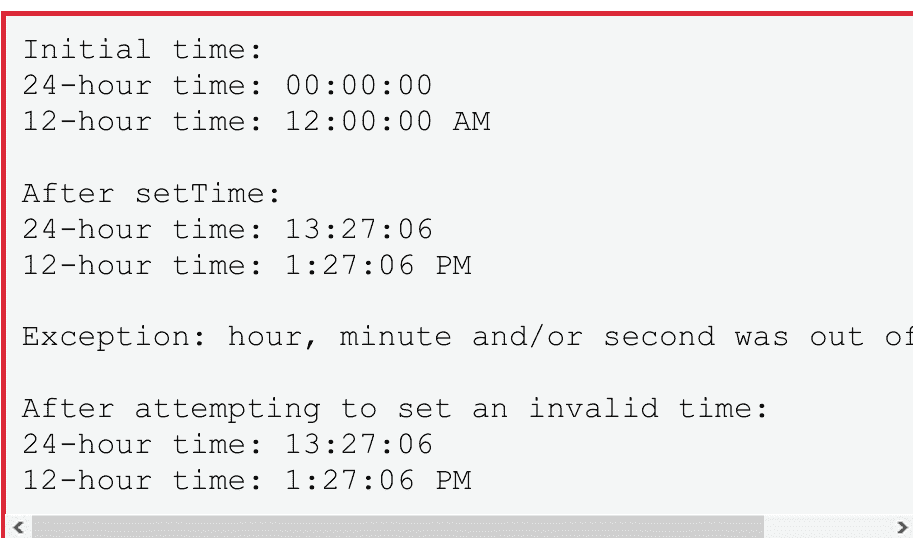 Initial time:
24-hour time: 00:00:00
12-hour time: 12:00:00 AM
After setTime:
24-hour time: 13:27:06
12-hour time: 1:27:06 PM
Exception: hour, minute and/or second was out of
After attempting to set an invalid time:
24-hour time: 13:27:06
12-hour time: 1:27:06 PM